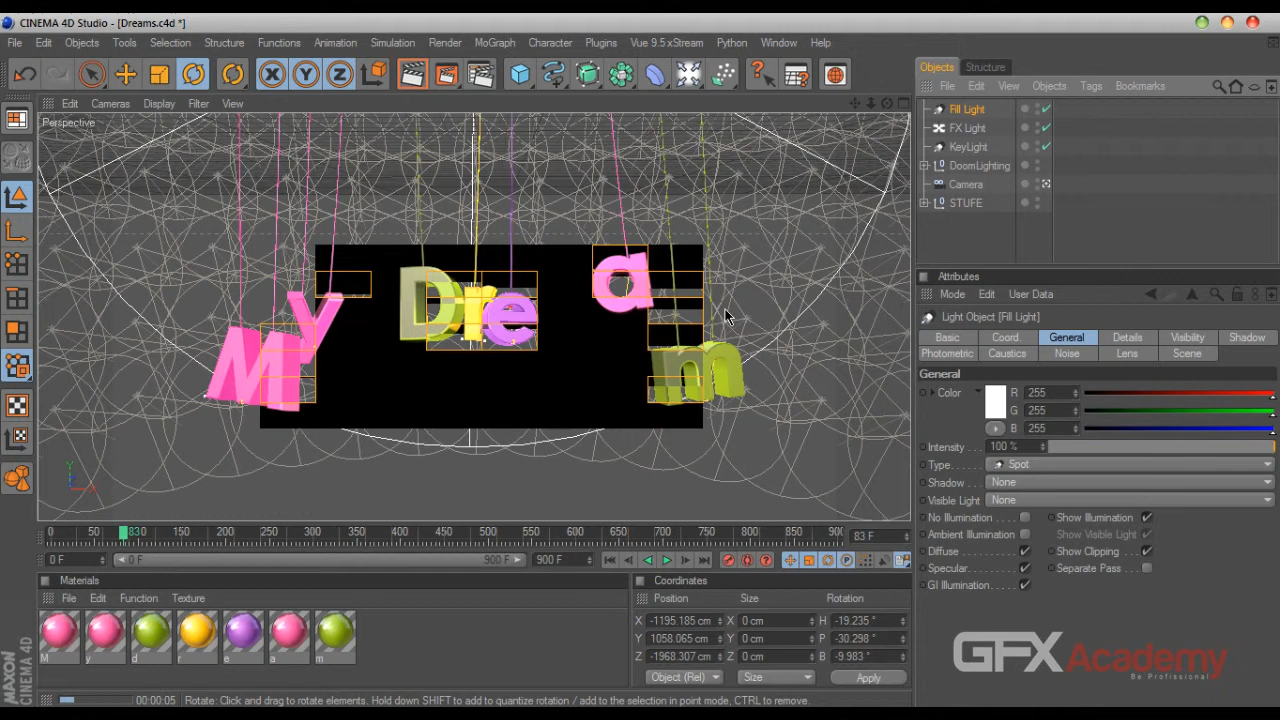 CINEMA 4D Studio - [Dreams.c4d *]
File Edit Objects Tools Selection Structure Functions Animation Simulation Render MoGraph Character Plugins Vue 9.5 xStream Python Window Help
X Y Z
Objects Structure
File Edit View Objects Tags Bookmarks
Edit Cameras Display Filter View
Perspective
Fill Light
FX Light
KeyLight
DoomLighting
Camera
STUFE
My Dream
Attributes
Mode Edit User Data
Light Object [Fill Light]
Basic Coord. General Details Visibility Shadow
Photometric Caustics Noise Lens Scene
General
Color R 255
G 255
B 255
Intensity 100 %
Type Spot
Shadow None
Visible Light None
No Illumination Show Illumination
Ambient Illumination Show Visible Light
Diffuse Show Clipping
Specular Separate Pass
GI Illumination
0 50 830 150 200 250 300 350 400 450 500 550 600 650 700 750 800 850 90 83 F
0 F 0 F 900 F 900 F
Materials
File Edit Function Texture
M y d r e a m
Coordinates
Position Size Rotation
X -1195.185 cm X 0 cm H -19.235 °
Y 1058.065 cm Y 0 cm P -30.298 °
Z -1968.307 cm Z 0 cm B -9.983 °
Object (Rel) Size Apply
GFX Academy
Be Profissional
MAXON
CINEMA 4D
00:00:05 Rotate: Click and drag to rotate elements. Hold down SHIFT to add to quantize rotation / add to the selection in point mode, CTRL to remove.